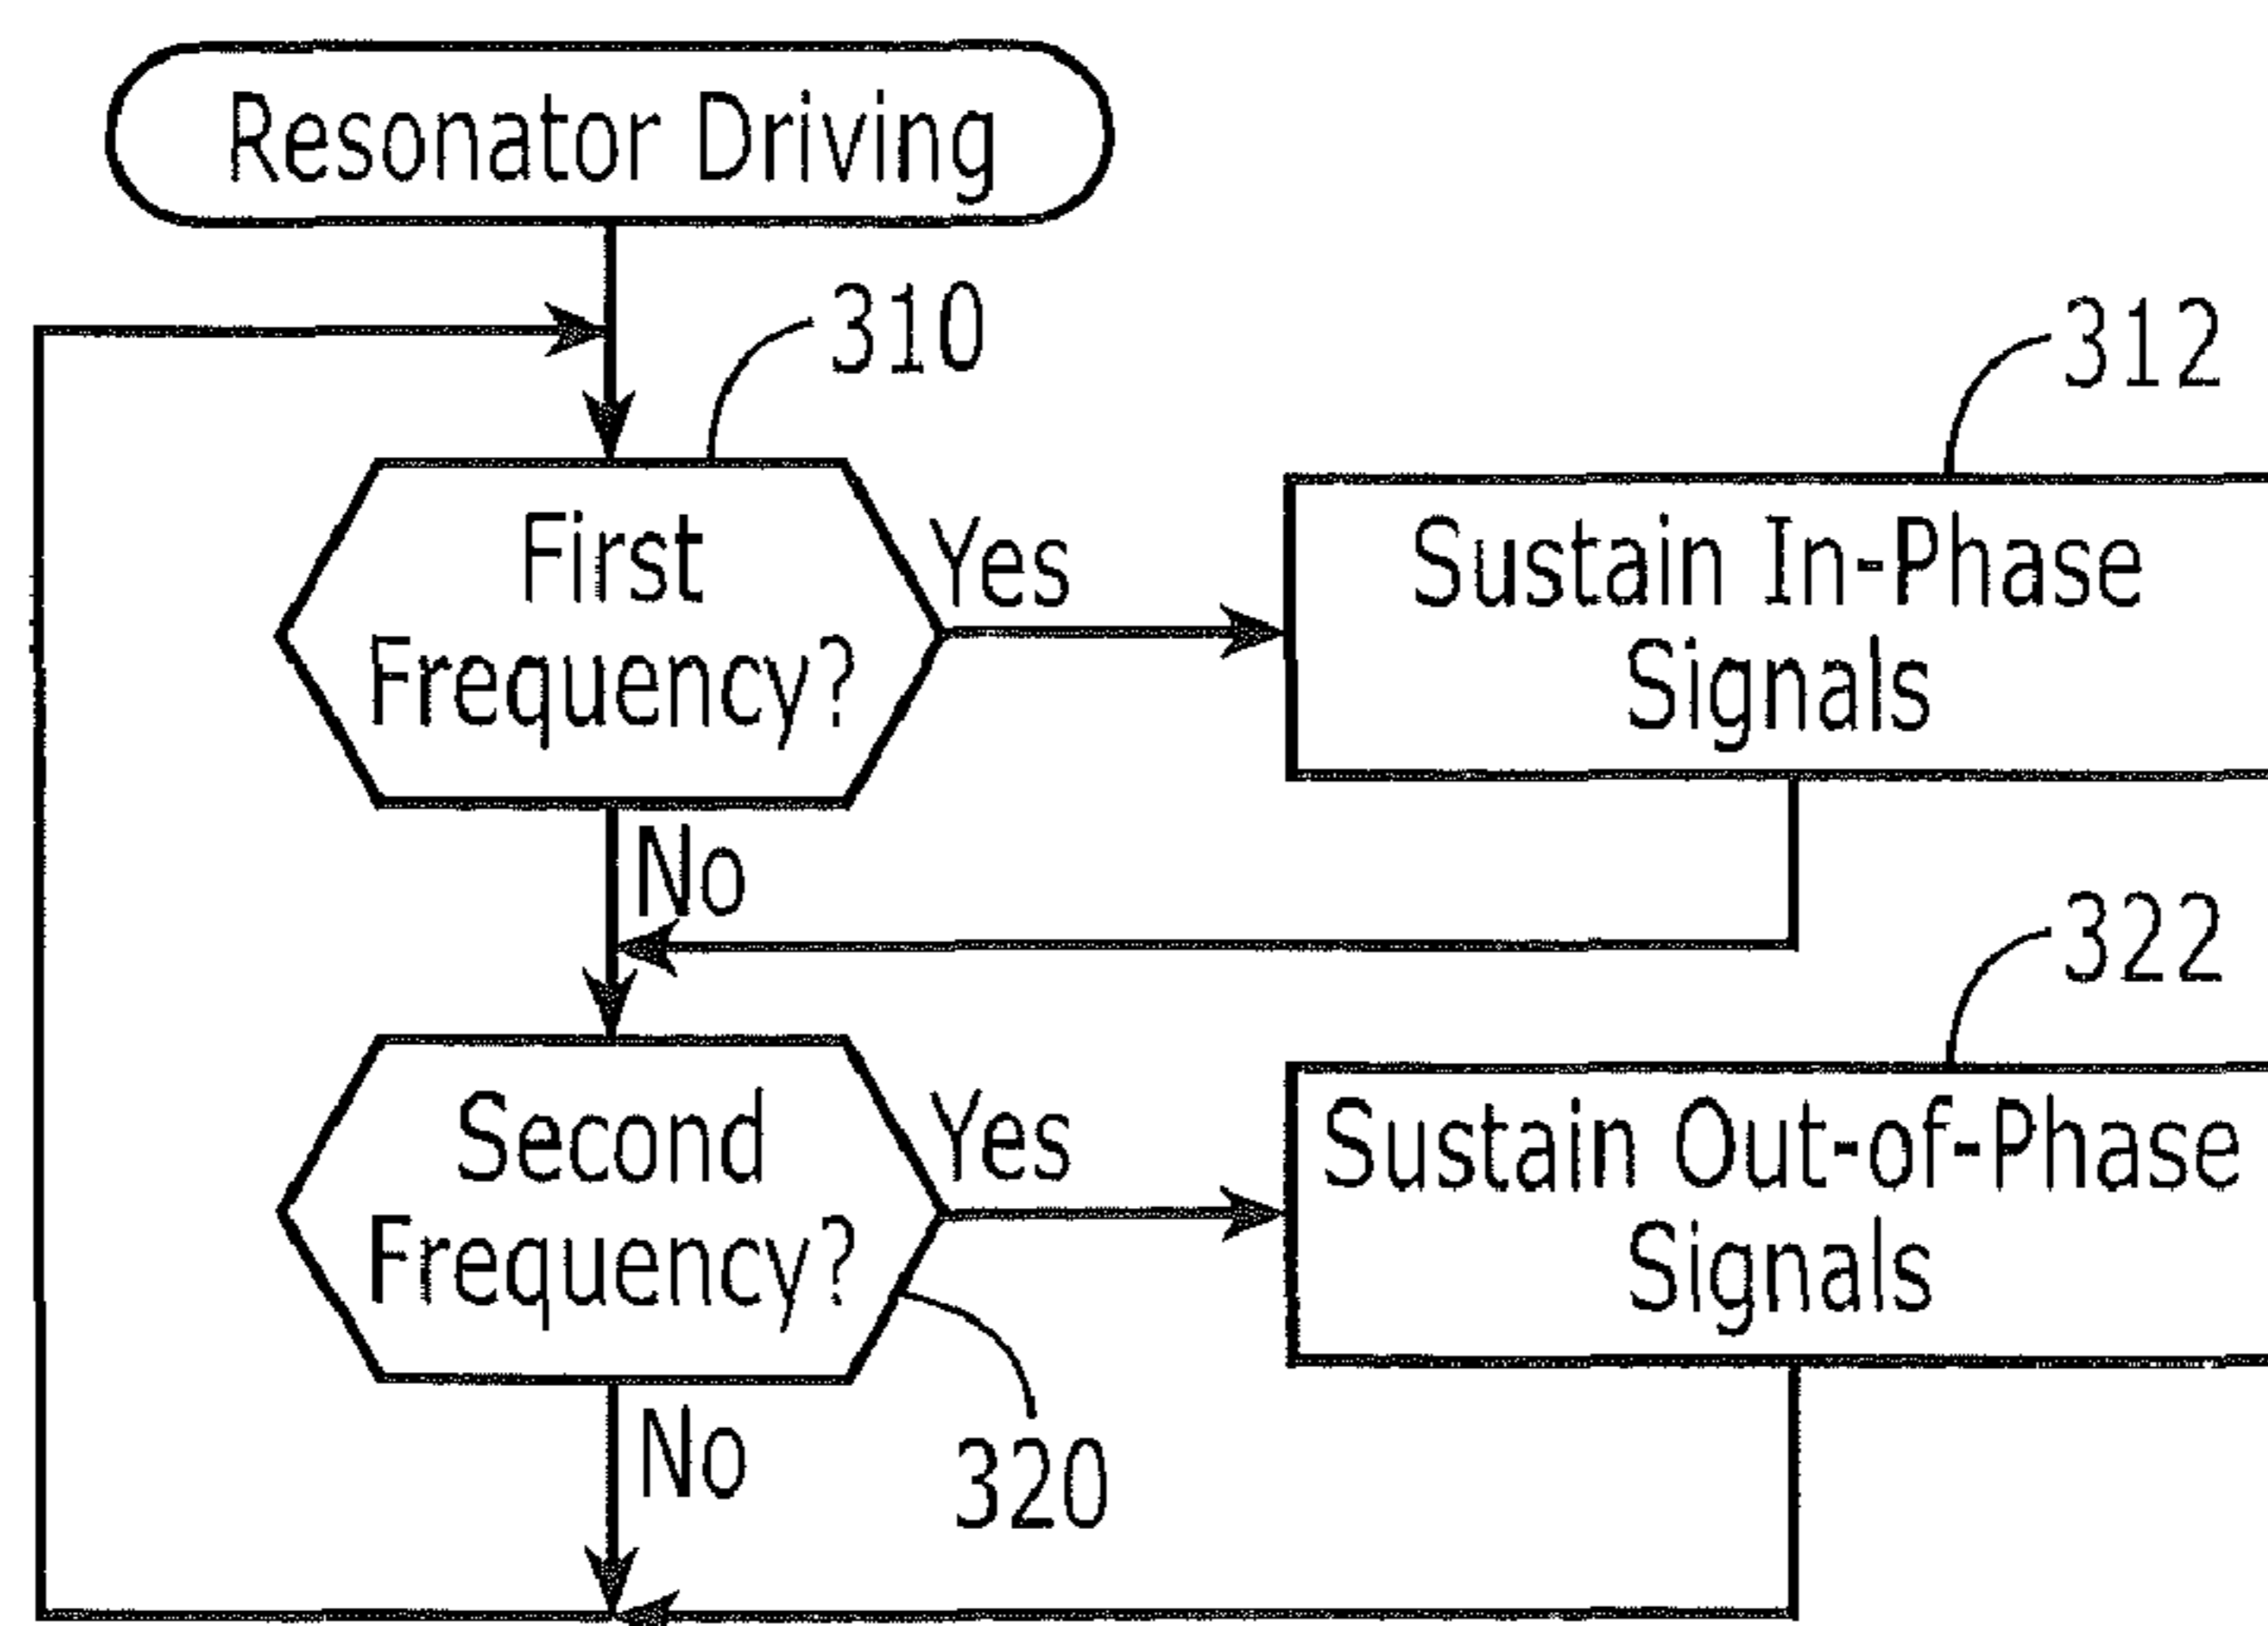 Resonator Driving
310
312
First
Frequency?
Yes
Sustain In-Phase
Signals
No
322
Second
Frequency?
Yes
Sustain Out-of-Phase
Signals
No
320